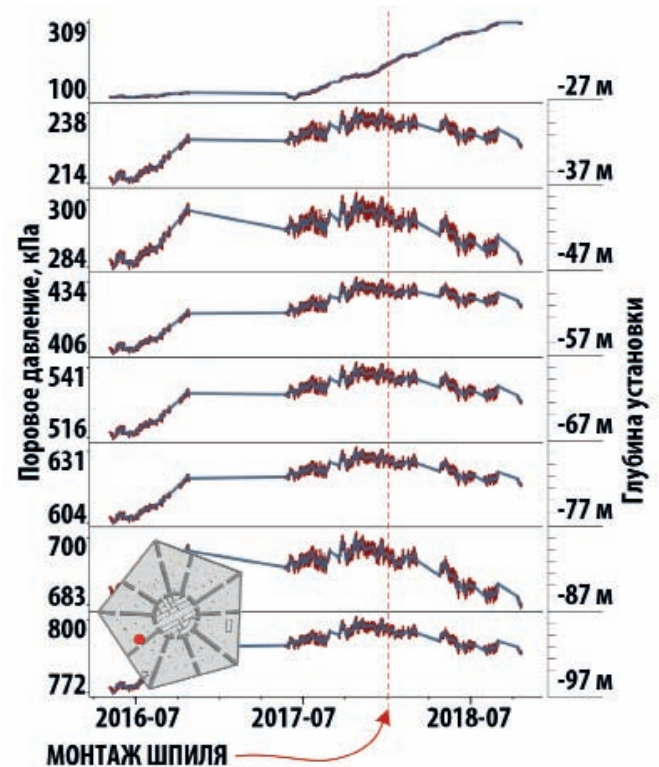 Поровое давление, кПа
309
100
-27 м
238
214
-37 м
300
284
-47 м
434
406
-57 м
541
516
-67 м
631
604
-77 м
700
683
-87 м
800
772
-97 м
Глубина установки
2016-07 2017-07 2018-07
МОНТАЖ ШПИЛЯ